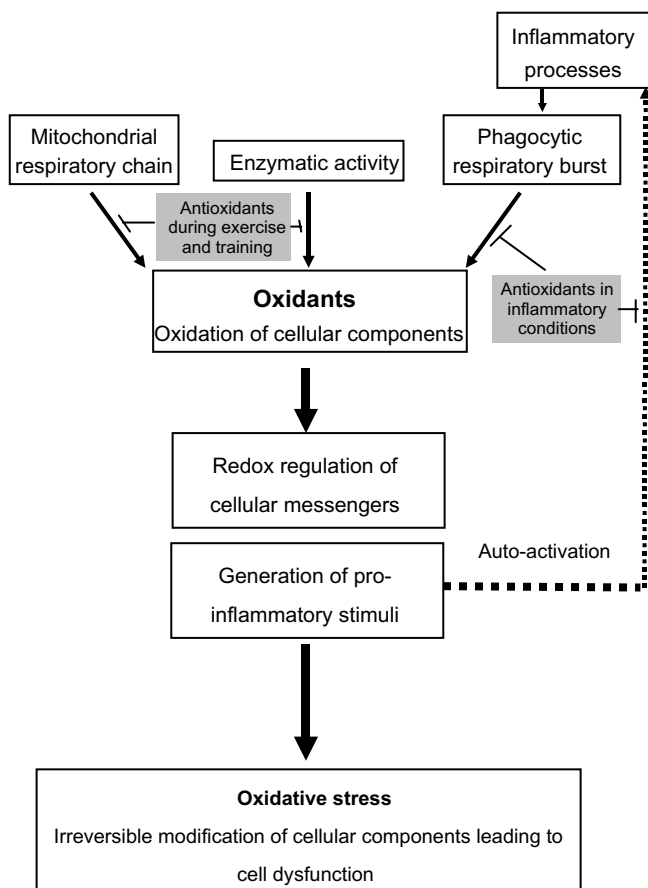 Inflammatory
processes
Mitochondrial
respiratory chain
Enzymatic activity
Phagocytic
respiratory burst
Antioxidants
during exercise
and training
Antioxidants in
inflammatory
conditions
Oxidants
Oxidation of cellular components
Redox regulation of
cellular messengers
Auto-activation
Generation of pro-
inflammatory stimuli
Oxidative stress
Irreversible modification of cellular components leading to
cell dysfunction